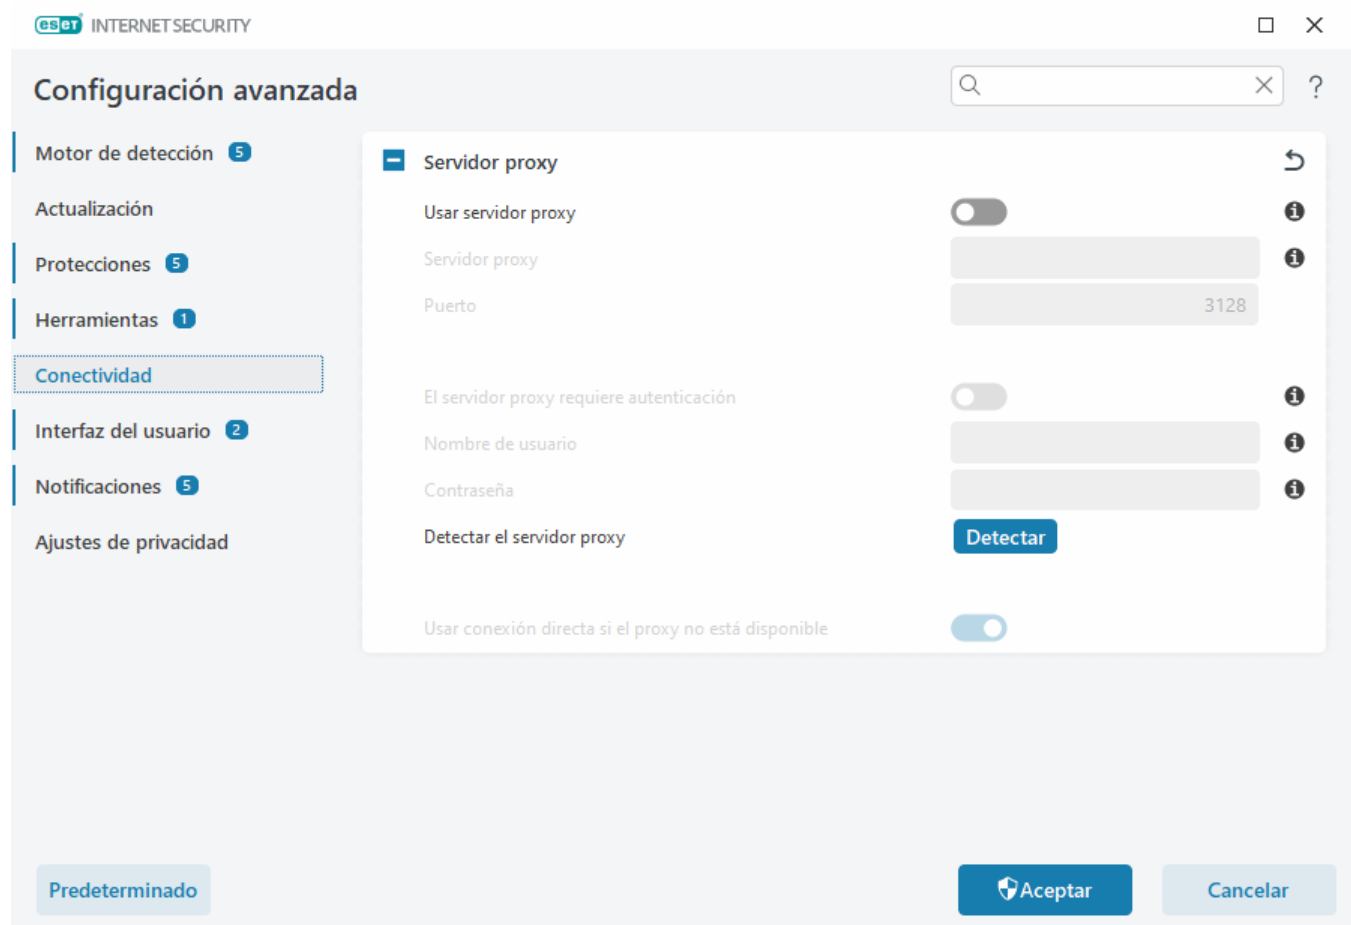 eset INTERNET SECURITY
Configuración avanzada
?
Motor de detección 5
Actualización
Protecciones 5
Herramientas 1
Conectividad
Interfaz del usuario 2
Notificaciones 5
Ajustes de privacidad
Servidor proxy
Usar servidor proxy
Servidor proxy
Puerto 3128
El servidor proxy requiere autenticación
Nombre de usuario
Contraseña
Detectar el servidor proxy Detectar
Usar conexión directa si el proxy no está disponible
Predeterminado Aceptar Cancelar